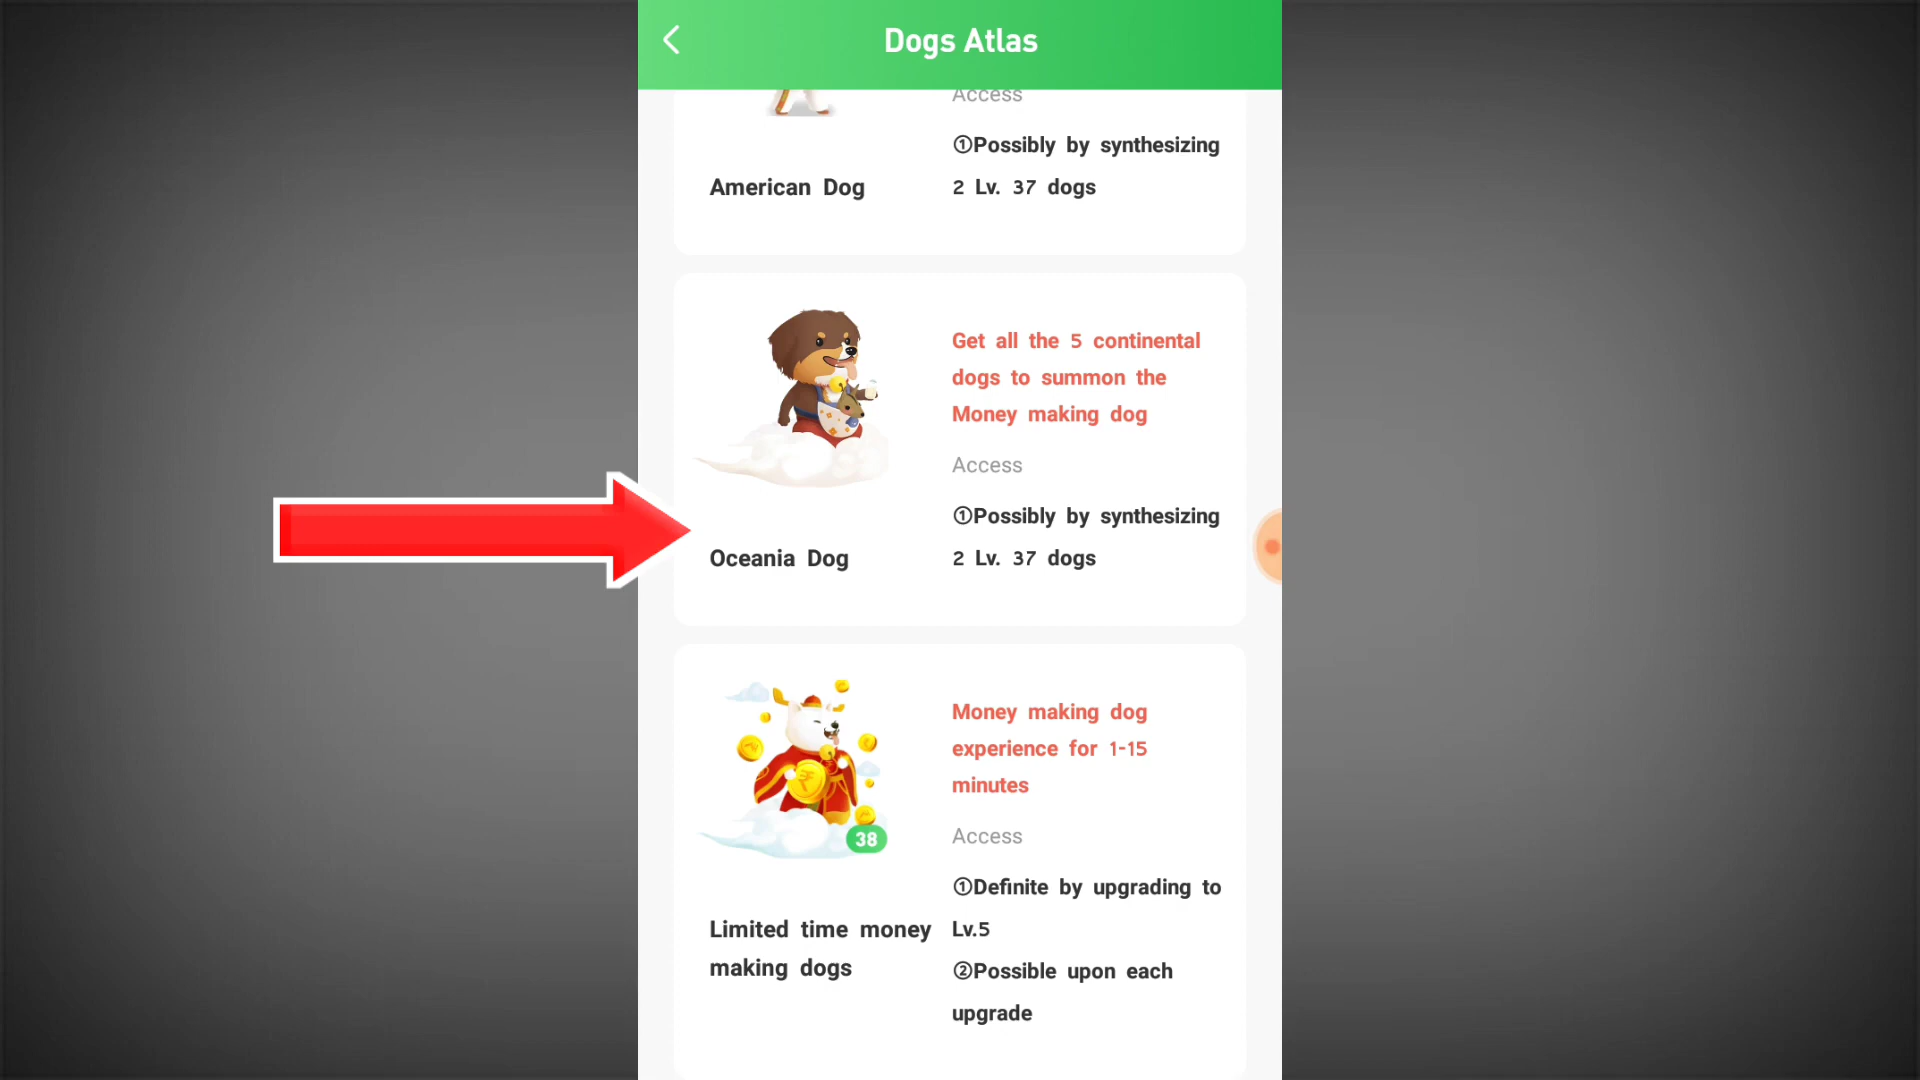 Dogs Atlas
Access
①Possibly by synthesizing
2 Lv. 37 dogs
American Dog
Get all the 5 continental
dogs to summon the
Money making dog
Access
①Possibly by synthesizing
2 Lv. 37 dogs
Oceania Dog
Money making dog
experience for 1-15
minutes
Access
①Definite by upgrading to
Lv.5
②Possible upon each
upgrade
38
Limited time money
making dogs